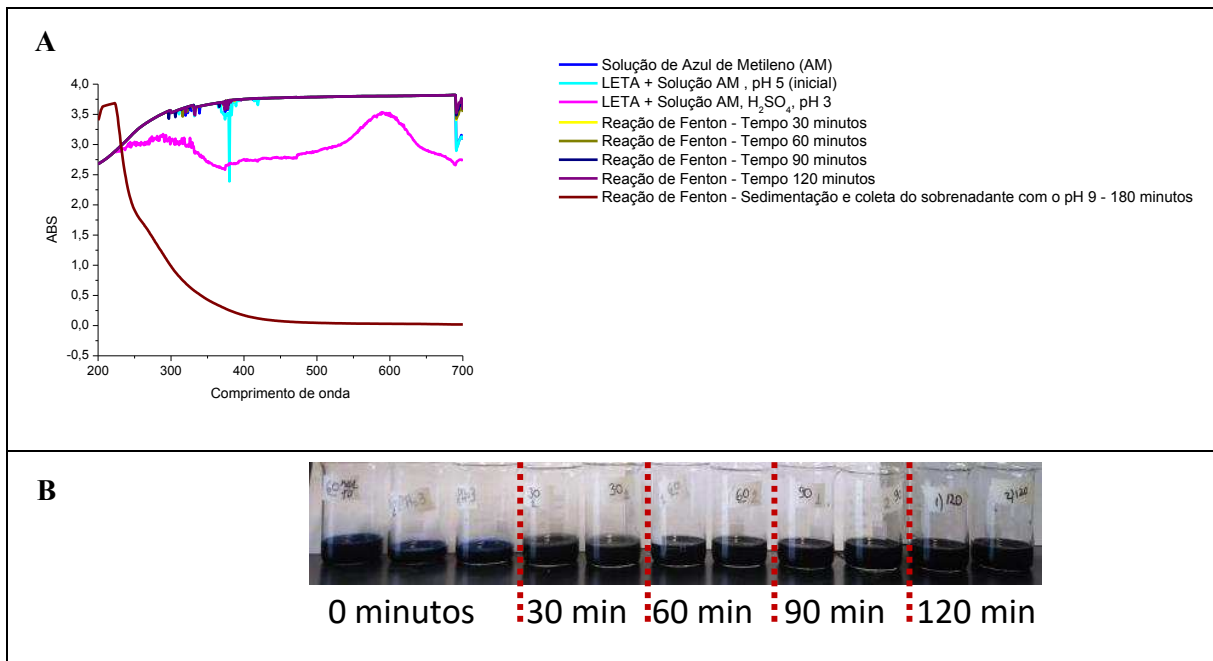 A
Solução de Azul de Metileno (AM)
LETA + Solução AM , pH 5 (inicial)
LETA + Solução AM, H₂SO₄, pH 3
Reação de Fenton - Tempo 30 minutos
Reação de Fenton - Tempo 60 minutos
Reação de Fenton - Tempo 90 minutos
Reação de Fenton - Tempo 120 minutos
Reação de Fenton - Sedimentação e coleta do sobrenadante com o pH 9 - 180 minutos
4,0
3,5
3,0
2,5
2,0
1,5
1,0
0,5
0,0
-0,5
ABS
200 300 400 500 600 700
Comprimento de onda
B
30 30 60 60 90 1)120 2)120
0 minutos 30 min 60 min 90 min 120 min